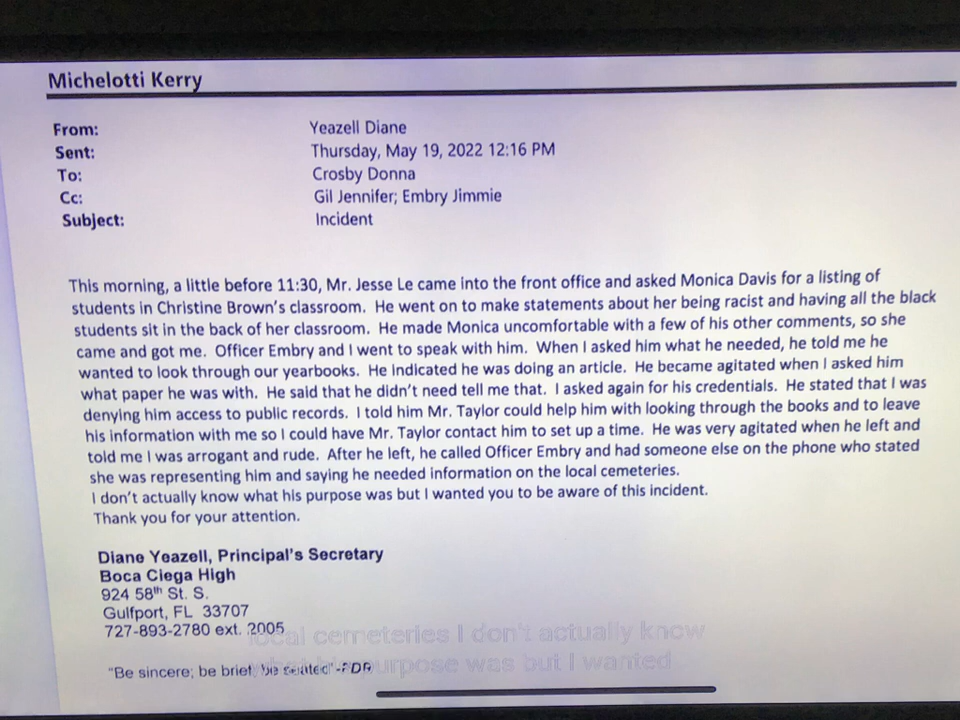 Michelotti Kerry
From: Yeazell Diane
Sent: Thursday, May 19, 2022 12:16 PM
To: Crosby Donna
Cc: Gil Jennifer; Embry Jimmie
Subject: Incident
This morning, a little before 11:30, Mr. Jesse Le came into the front office and asked Monica Davis for a listing of
students in Christine Brown's classroom. He went on to make statements about her being racist and having all the black
students sit in the back of her classroom. He made Monica uncomfortable with a few of his other comments, so she
came and got me. Officer Embry and I went to speak with him. When I asked him what he needed, he told me he
wanted to look through our yearbooks. He indicated he was doing an article. He became agitated when I asked him
what paper he was with. He said that he didn't need tell me that. I asked again for his credentials. He stated that I was
denying him access to public records. I told him Mr. Taylor could help him with looking through the books and to leave
his information with me so I could have Mr. Taylor contact him to set up a time. He was very agitated when he left and
told me I was arrogant and rude. After he left, he called Officer Embry and had someone else on the phone who stated
she was representing him and saying he needed information on the local cemeteries.
I don't actually know what his purpose was but I wanted you to be aware of this incident.
Thank you for your attention.
Diane Yeazell, Principal's Secretary
Boca Ciega High
924 58th St. S.
Gulfport, FL 33707
727-893-2780 ext. 2005
local cemeteries I don't actually know
purpose was but I wanted
"Be sincere; be brief; be seated" -FDR